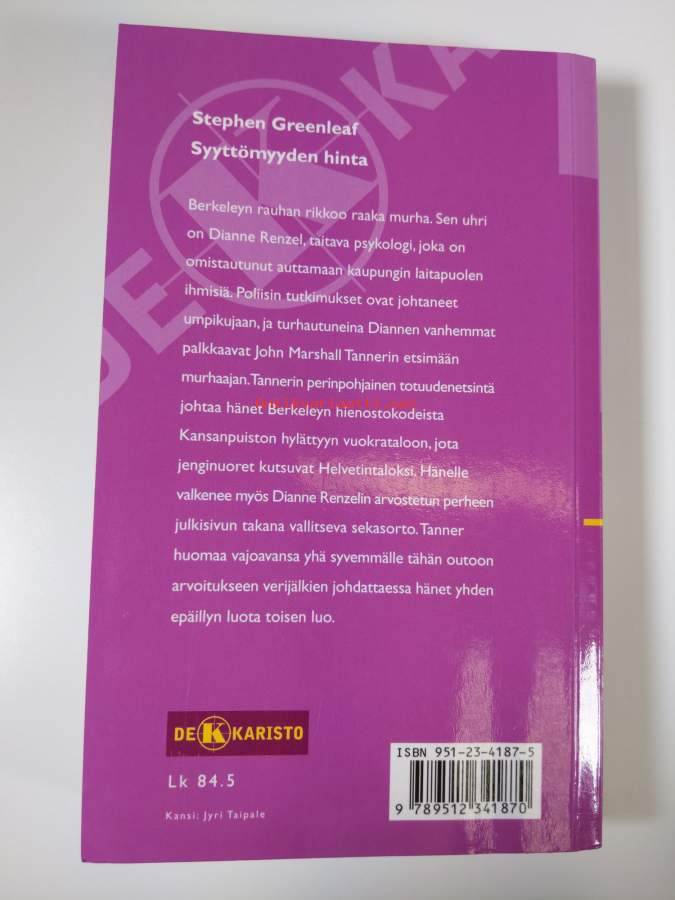 DEKKA
Stephen Greenleaf
Syyttömyyden hinta
Berkeleyn rauhan rikkoo raaka murha. Sen uhri
on Dianne Renzel, taitava psykologi, joka on
omistautunut auttamaan kaupungin laitapuolen
ihmisiä. Poliisin tutkimukset ovat johtaneet
umpikujaan, ja turhautuneina Diannen vanhemmat
palkkaavat John Marshall Tannerin etsimään
murhaajan. Tannerin perinpohjainen totuudenetsintä
johtaa hänet Berkeleyn hienostokodeista
Kansanpuiston hylättyyn vuokrataloon, jota
jenginuoret kutsuvat Helvetintaloksi. Hänelle
valkenee myös Dianne Renzelin arvostetun perheen
julkisivun takana vallitseva sekasorto. Tanner
huomaa vajoavansa yhä syvemmälle tähän outoon
arvoitukseen verijälkien johdattaessa hänet yhden
epäillyn luota toisen luo.
DEKKARISTO
Lk 84.5
Kansi: Jyri Taipale
ISBN 951-23-4187-5
9 789512 341870